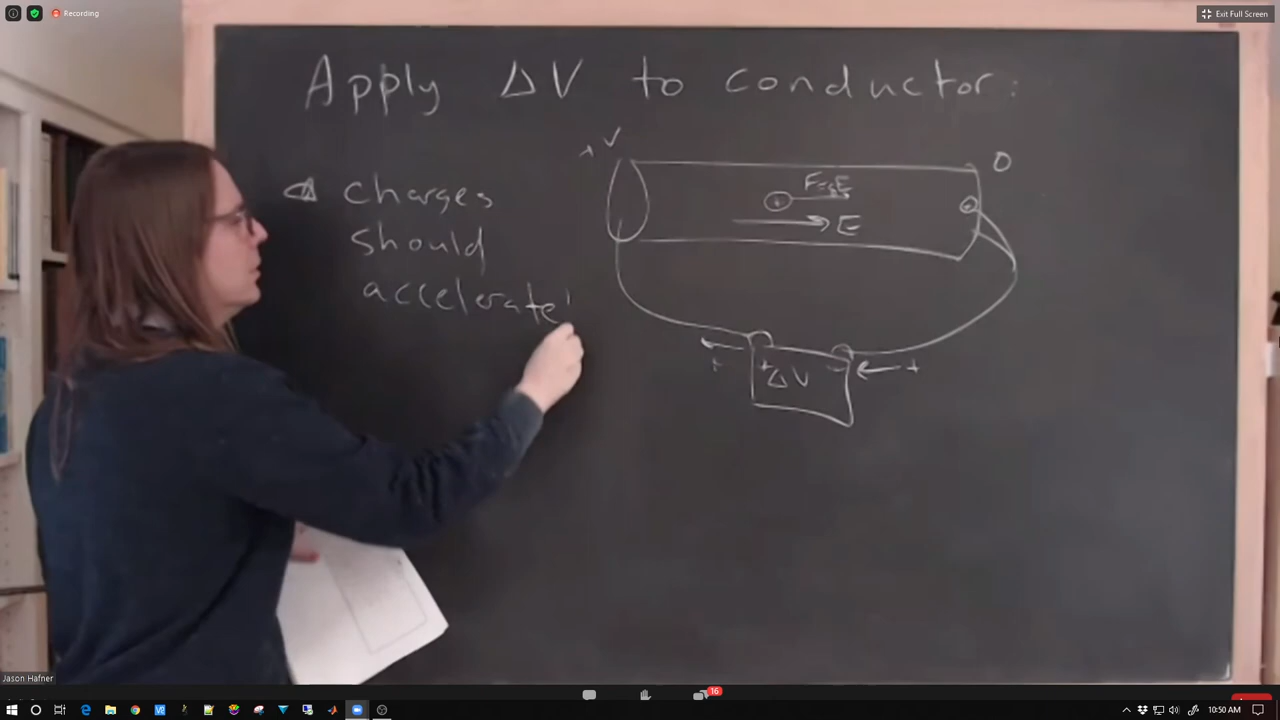 Recording
Exit Full Screen
Apply ΔV to conductor:
+V
0
charges
should
accelerate!
F=qE
+
+
E
+
ΔV
-
+
+
Jason Hafner
16
10:50 AM